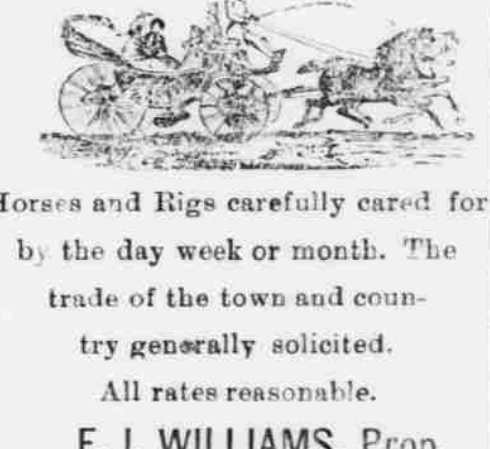 Horses and Rigs carefully cared for
by the day week or month. The
trade of the town and coun-
try generally solicited.
All rates reasonable.
F. J. WILLIAMS, Prop